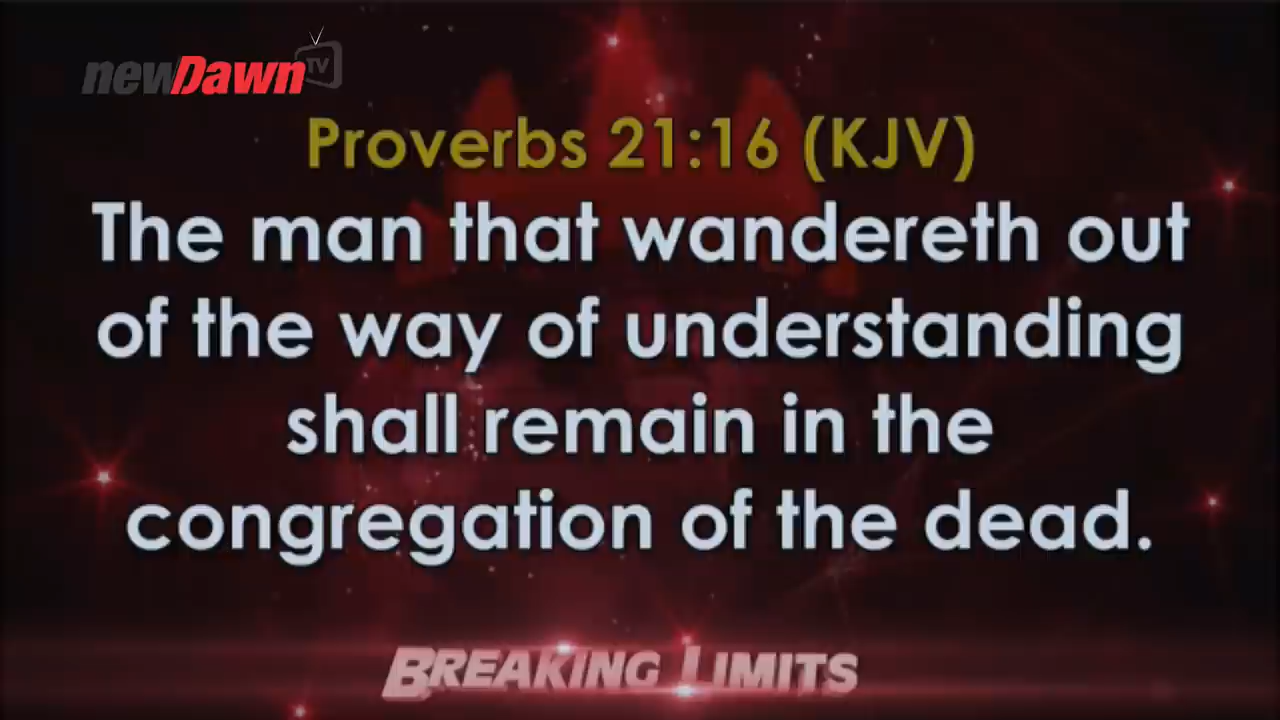 newDawn TV
Proverbs 21:16 (KJV)
The man that wandereth out
of the way of understanding
shall remain in the
congregation of the dead.
BREAKING LIMITS